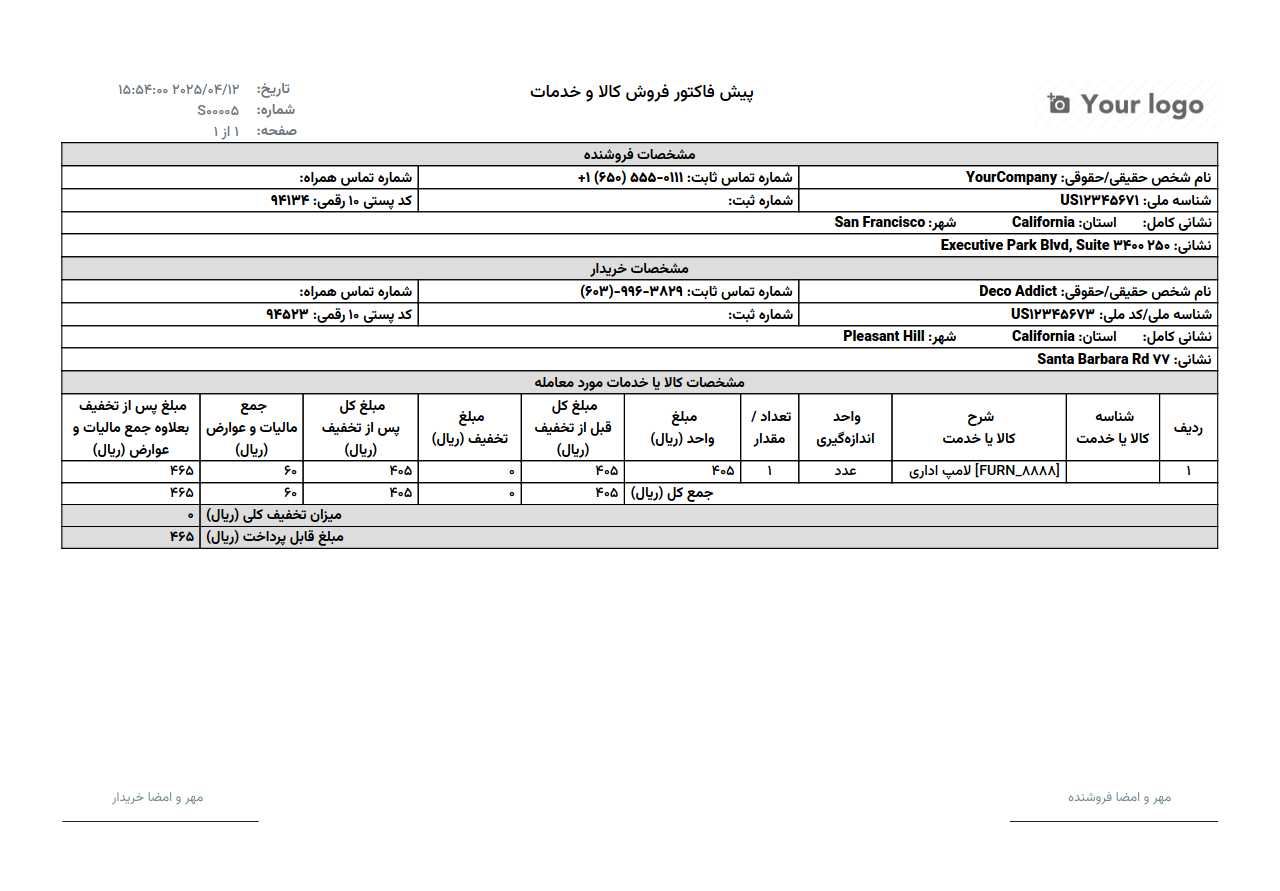 Your logo
پیش فاکتور فروش کالا و خدمات
تاریخ: ۲۰۲۵/۰۴/۱۲ ۱۵:۵۴:۰۰
شماره: S۰۰۰۰۵
صفحه: ۱ از ۱
مشخصات فروشنده
نام شخص حقیقی/حقوقی: YourCompany شماره تماس ثابت: ۰۱۱۱-۵۵۵ (۶۵۰) ۱+ شماره تماس همراه:
شناسه ملی: US۱۲۳۴۵۶۷۱ شماره ثبت: کد پستی ۱۰ رقمی: ۹۴۱۳۴
نشانی کامل: استان: California شهر: San Francisco
نشانی: ۲۵۰ Executive Park Blvd, Suite ۳۴۰۰
مشخصات خریدار
نام شخص حقیقی/حقوقی: Deco Addict شماره تماس ثابت: ۳۸۲۹-۹۹۶-(۶۰۳) شماره تماس همراه:
شناسه ملی/کد ملی: US۱۲۳۴۵۶۷۳ شماره ثبت: کد پستی ۱۰ رقمی: ۹۴۵۲۳
نشانی کامل: استان: California شهر: Pleasant Hill
نشانی: ۷۷ Santa Barbara Rd
مشخصات کالا یا خدمات مورد معامله
ردیف
شناسه
کالا یا خدمت
شرح
کالا یا خدمت
واحد
اندازه‌گیری
تعداد /
مقدار
مبلغ
واحد (ریال)
مبلغ کل
قبل از تخفیف
(ریال)
مبلغ
تخفیف (ریال)
مبلغ کل
پس از تخفیف
(ریال)
جمع
مالیات و عوارض
(ریال)
مبلغ پس از تخفیف
بعلاوه جمع مالیات و
عوارض (ریال)
۱ [FURN_۸۸۸۸] لامپ اداری عدد ۱ ۴۰۵ ۴۰۵ ۰ ۴۰۵ ۶۰ ۴۶۵
جمع کل (ریال) ۴۰۵ ۰ ۴۰۵ ۶۰ ۴۶۵
میزان تخفیف کلی (ریال) ۰
مبلغ قابل پرداخت (ریال) ۴۶۵
مهر و امضا فروشنده
مهر و امضا خریدار